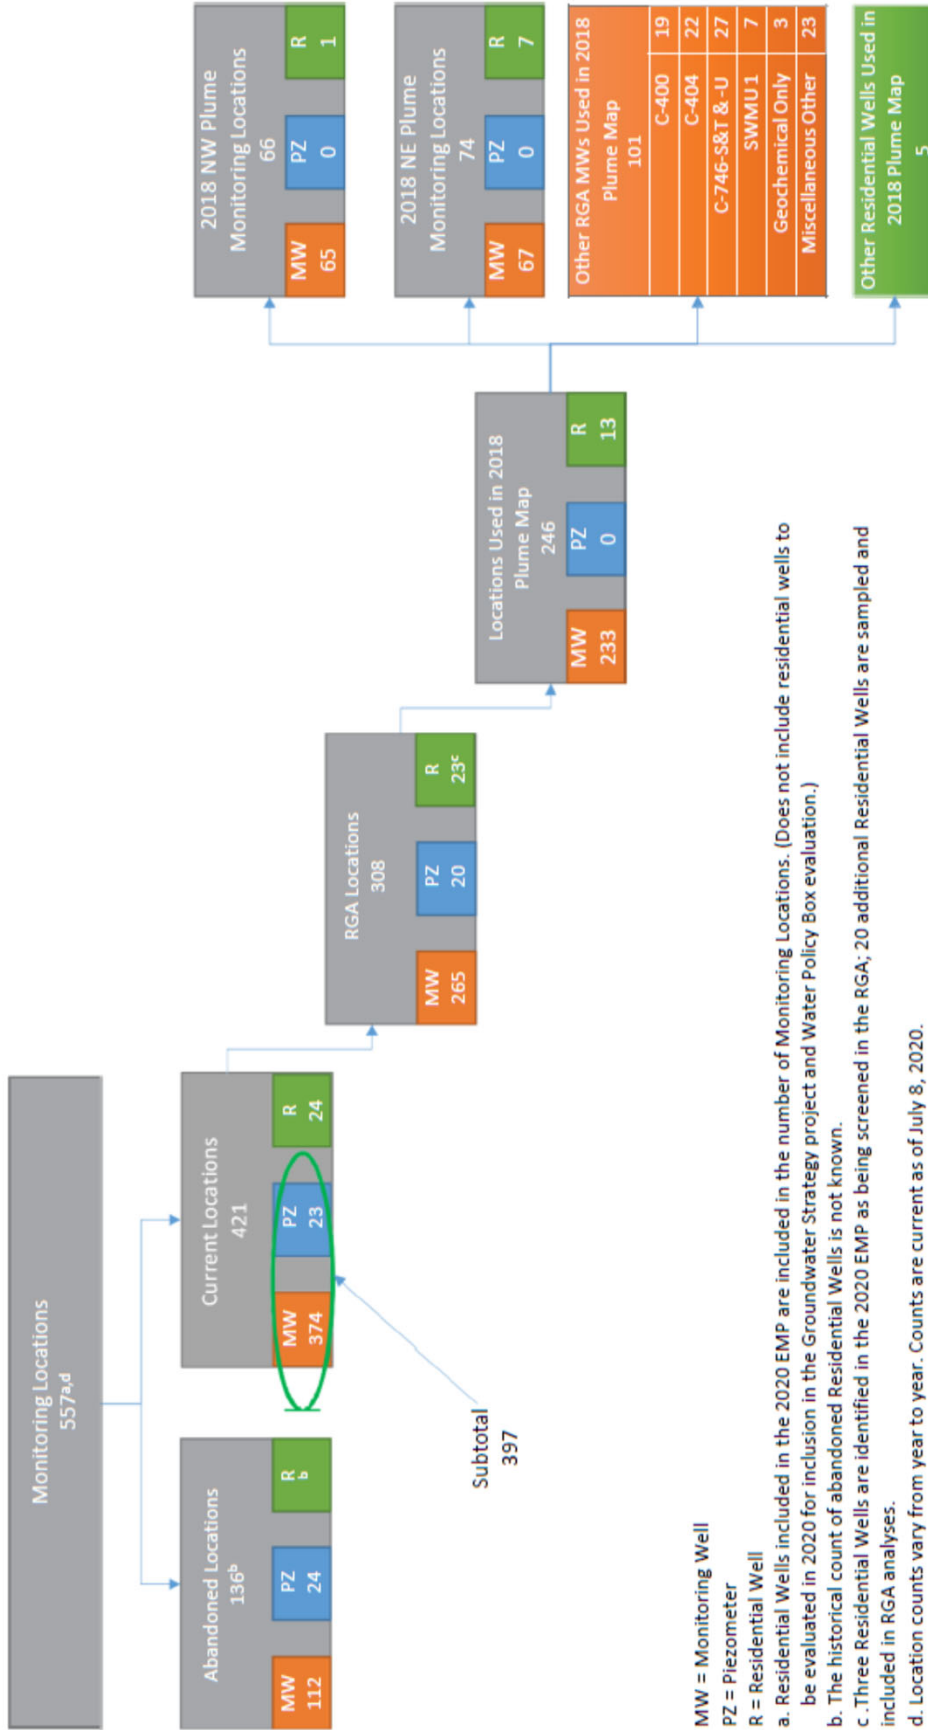 Monitoring Locations
557a,d
Abandoned Locations
136b
MW
112
PZ
24
R
b
Current Locations
421
MW
374
PZ
23
R
24
Subtotal
397
RGA Locations
308
MW
265
PZ
20
R
23c
Locations Used in 2018
Plume Map
246
MW
233
PZ
0
R
13
2018 NW Plume
Monitoring Locations
66
MW
65
PZ
0
R
1
2018 NE Plume
Monitoring Locations
74
MW
67
PZ
0
R
7
Other RGA MWs Used in 2018
Plume Map
101
C-400 19
C-404 22
C-746-S&T & -U 27
SWMU1 7
Geochemical Only 3
Miscellaneous Other 23
Other Residential Wells Used in
2018 Plume Map
5
MW = Monitoring Well
PZ = Piezometer
R = Residential Well
a. Residential Wells included in the 2020 EMP are included in the number of Monitoring Locations. (Does not include residential wells to
be evaluated in 2020 for inclusion in the Groundwater Strategy project and Water Policy Box evaluation.)
b. The historical count of abandoned Residential Wells is not known.
c .Three Residential Wells are identified in the 2020 EMP as being screened in the RGA; 20 additional Residential Wells are sampled and
included in RGA analyses.
d. Location counts vary from year to year. Counts are current as of July 8, 2020.